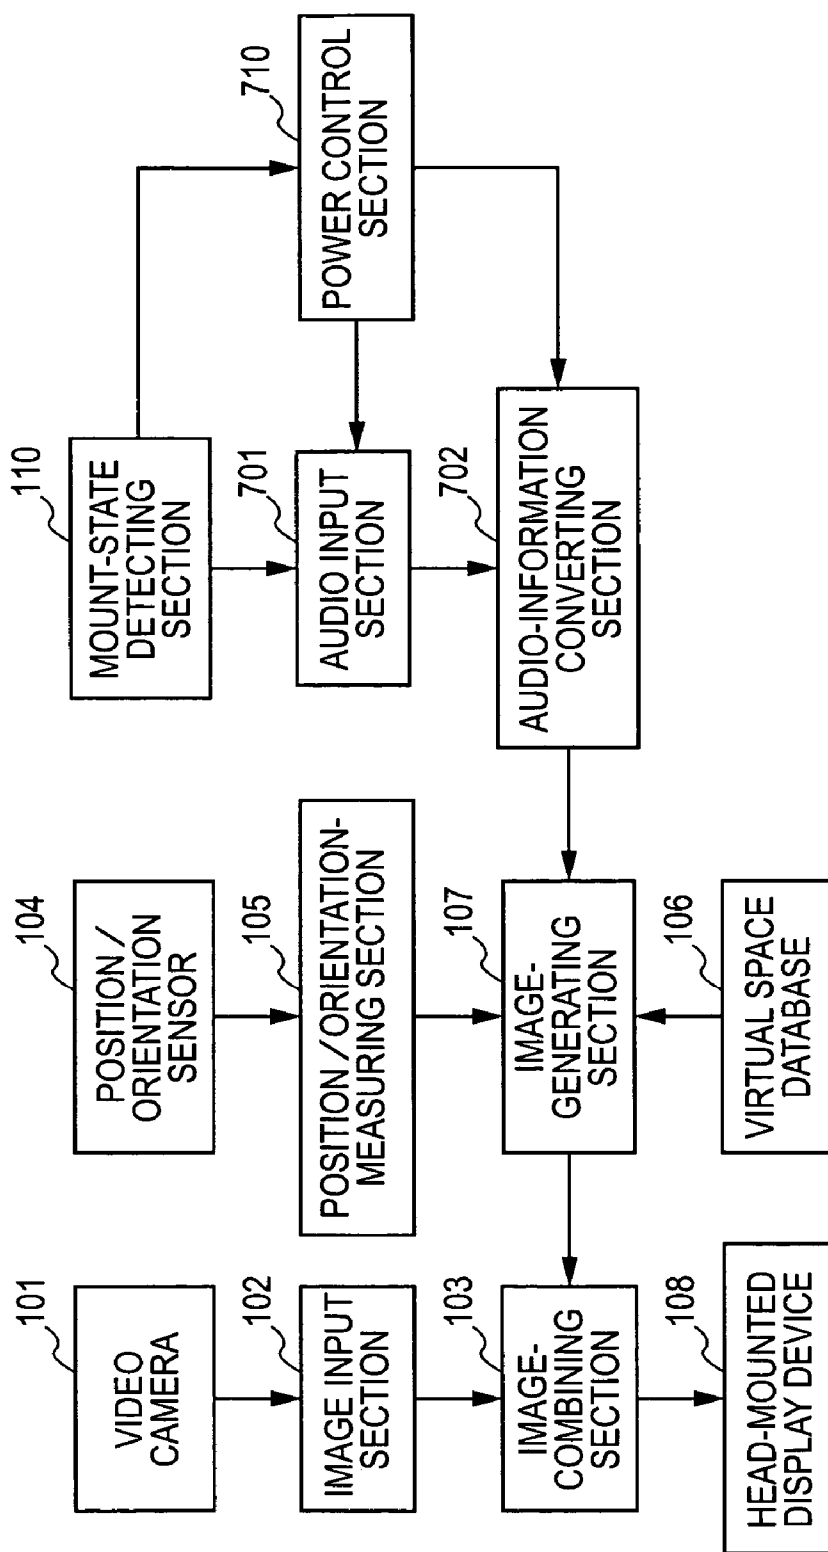 101
VIDEO
CAMERA
102
IMAGE INPUT
SECTION
103
IMAGE-
COMBINING
SECTION
108
HEAD-MOUNTED
DISPLAY DEVICE
104
POSITION /
ORIENTATION
SENSOR
105
POSITION / ORIENTATION-
MEASURING SECTION
107
IMAGE-
GENERATING
SECTION
106
VIRTUAL SPACE
DATABASE
110
MOUNT-STATE
DETECTING
SECTION
701
AUDIO INPUT
SECTION
702
AUDIO-INFORMATION
CONVERTING
SECTION
710
POWER CONTROL
SECTION